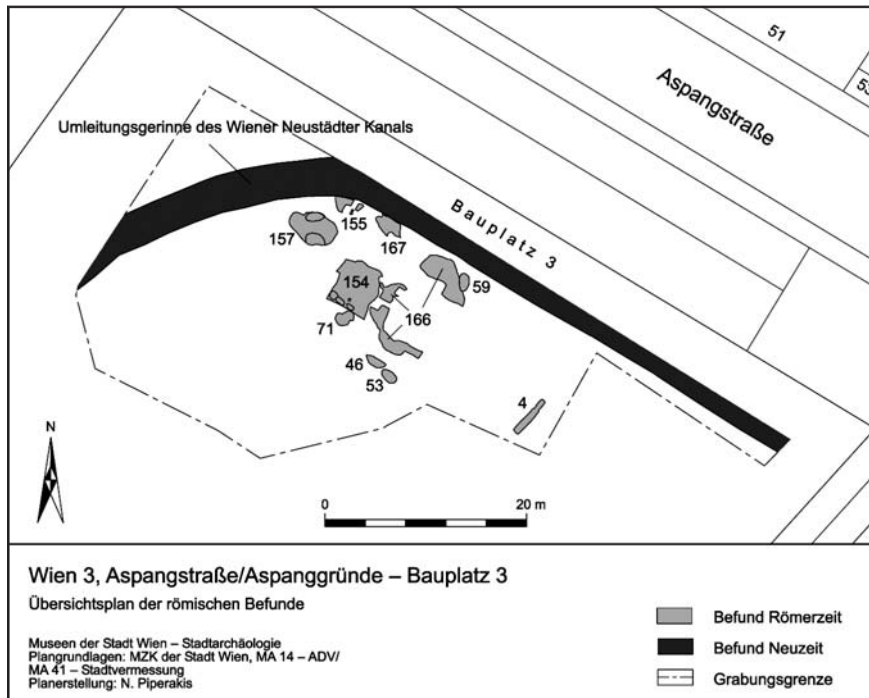 51
53
Aspangstraße
Umleitungsgerinne des Wiener Neustädter Kanals
Bauplatz 3
155
157
167
154
59
166
71
46
53
4
N
0 20 m
Wien 3, Aspangstraße/Aspanggründe – Bauplatz 3
Übersichtsplan der römischen Befunde
Museen der Stadt Wien – Stadtarchäologie
Plangrundlagen: MZK der Stadt Wien, MA 14 – ADV/
MA 41 – Stadtvermessung
Planerstellung: N. Piperakis
Befund Römerzeit
Befund Neuzeit
Grabungsgrenze